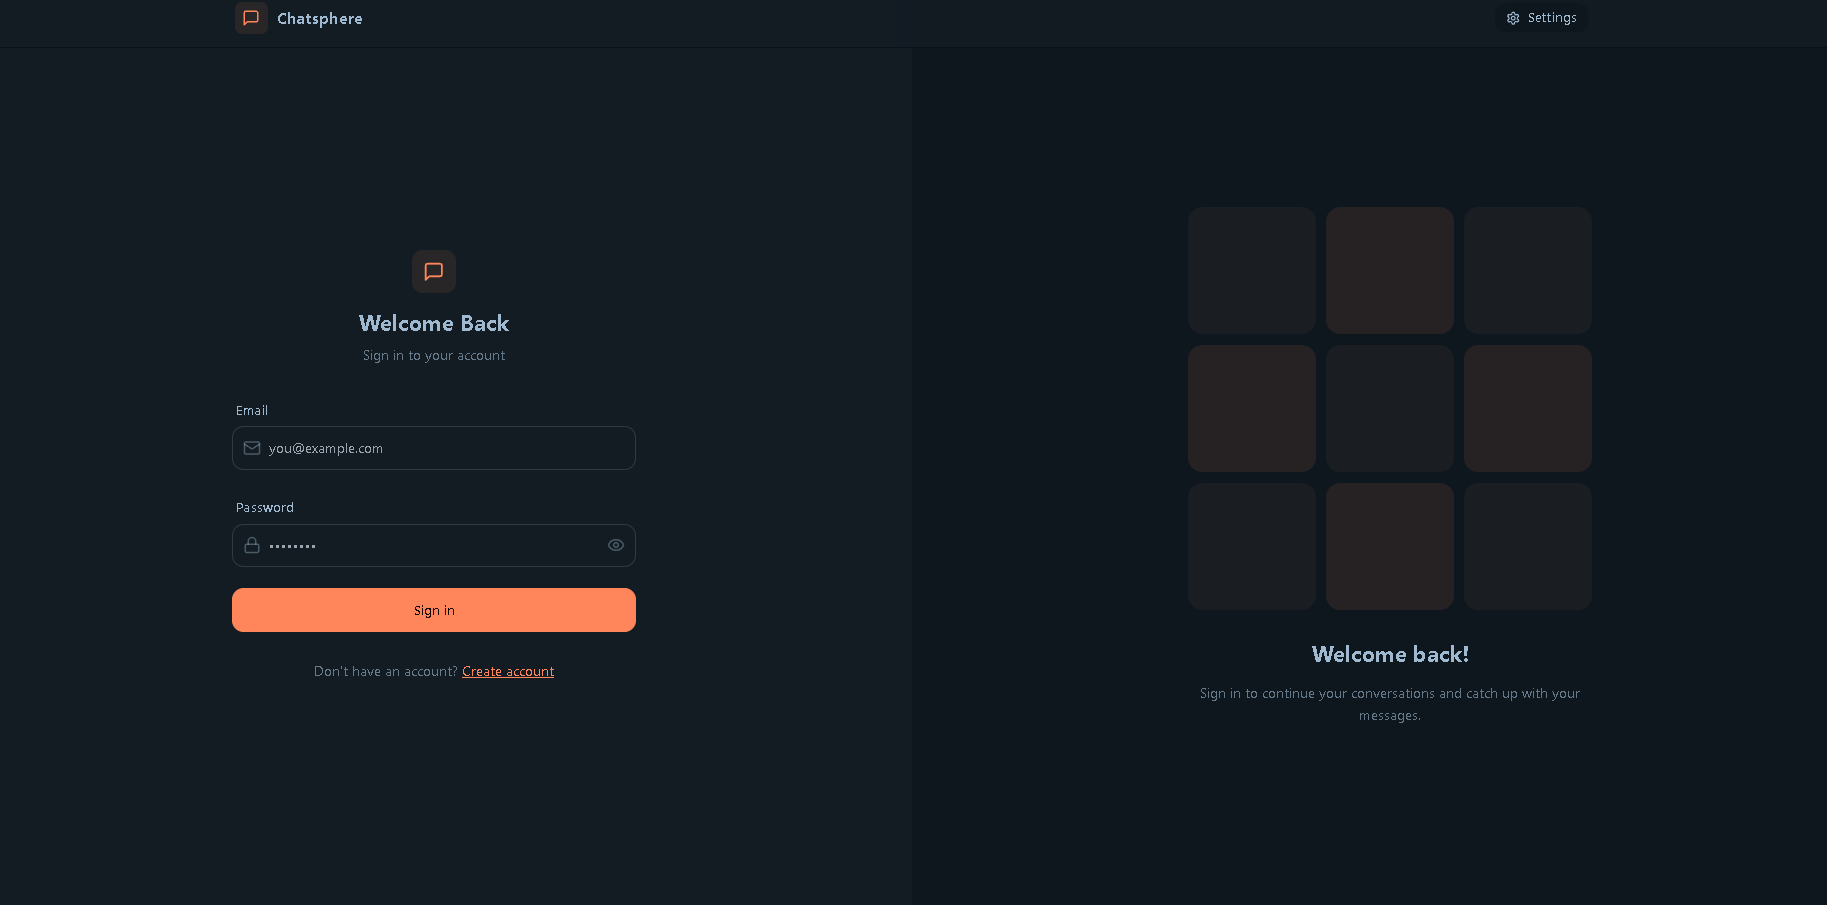 Chatsphere
Settings
Welcome Back
Sign in to your account
Email
you@example.com
Password
••••••••
Sign in
Don't have an account? Create account
Welcome back!
Sign in to continue your conversations and catch up with your
messages.